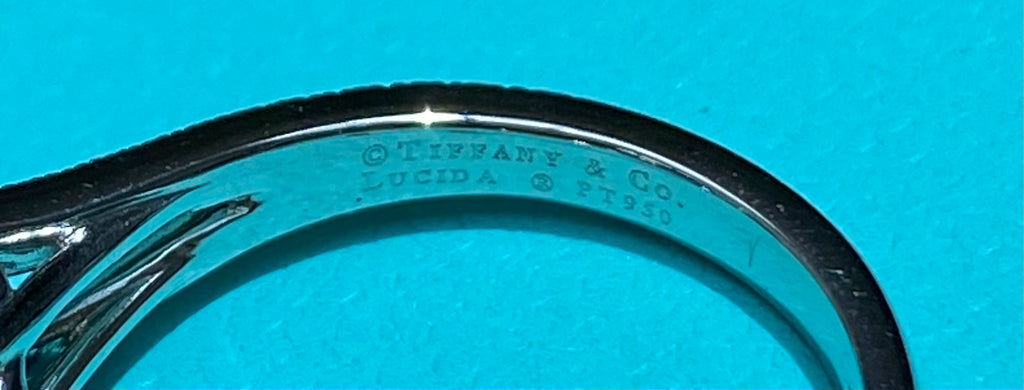 © TIFFANY & CO.
LUCIDA ® PT950